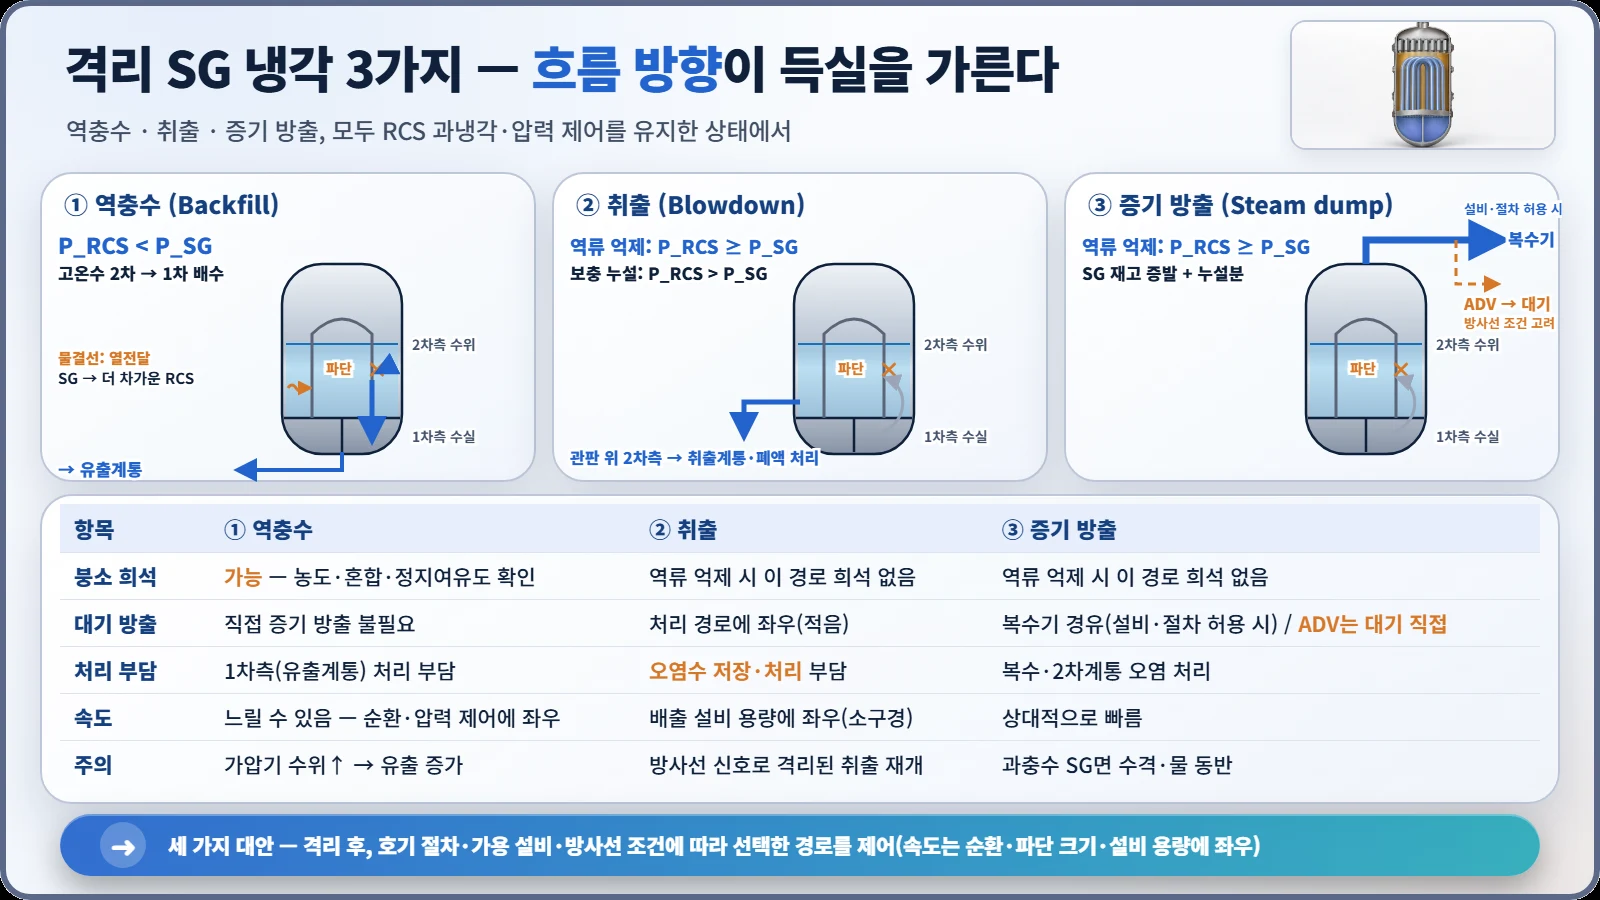 격리 SG 냉각 3가지 — 흐름 방향이 득실을 가른다
역충수 · 취출 · 증기 방출, 모두 RCS 과냉각·압력 제어를 유지한 상태에서
① 역충수 (Backfill)
P_RCS < P_SG
고온수 2차 → 1차 배수
물결선: 열전달
SG → 더 차가운 RCS
파단
2차측 수위
1차측 수실
→ 유출계통
② 취출 (Blowdown)
역류 억제: P_RCS ≥ P_SG
보충 누설: P_RCS > P_SG
파단
2차측 수위
1차측 수실
관판 위 2차측 → 취출계통·폐액 처리
③ 증기 방출 (Steam dump)
설비·절차 허용 시
역류 억제: P_RCS ≥ P_SG
복수기
SG 재고 증발 + 누설분
ADV → 대기
방사선 조건 고려
파단
2차측 수위
1차측 수실
항목 ① 역충수 ② 취출 ③ 증기 방출
붕소 희석 가능 — 농도·혼합·정지여유도 확인 역류 억제 시 이 경로 희석 없음 역류 억제 시 이 경로 희석 없음
대기 방출 직접 증기 방출 불필요 처리 경로에 좌우(적음) 복수기 경유(설비·절차 허용 시) / ADV는 대기 직접
처리 부담 1차측(유출계통) 처리 부담 오염수 저장·처리 부담 복수·2차계통 오염 처리
속도 느릴 수 있음 — 순환·압력 제어에 좌우 배출 설비 용량에 좌우(소구경) 상대적으로 빠름
주의 가압기 수위↑ → 유출 증가 방사선 신호로 격리된 취출 재개 과충수 SG면 수격·물 동반
➜ 세 가지 대안 — 격리 후, 호기 절차·가용 설비·방사선 조건에 따라 선택한 경로를 제어(속도는 순환·파단 크기·설비 용량에 좌우)